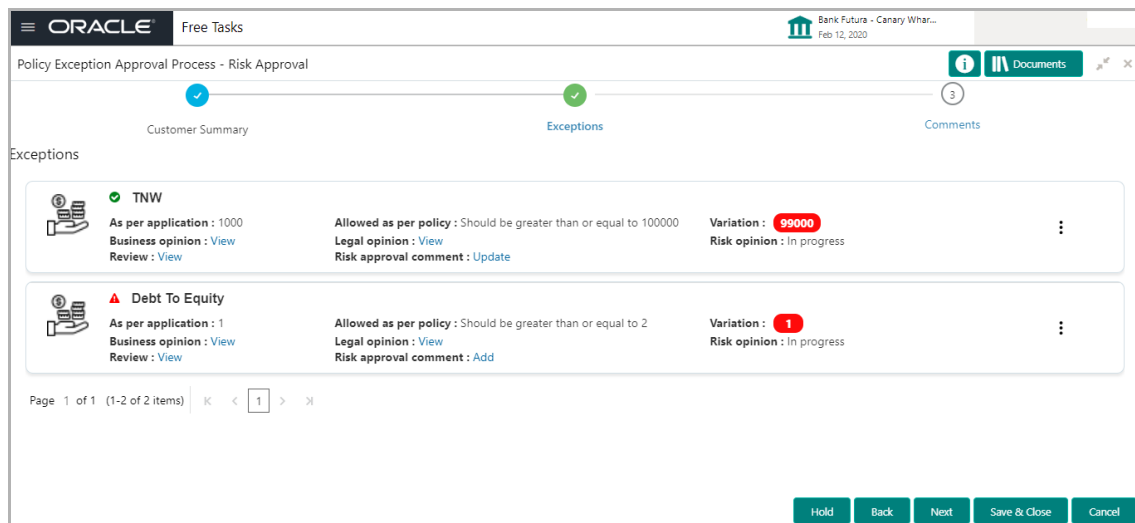 ORACLE Free Tasks
Bank Futura - Canary Whar...
Feb 12, 2020
Policy Exception Approval Process - Risk Approval
i Documents
3
Customer Summary Exceptions Comments
Exceptions
TNW
As per application : 1000 Allowed as per policy : Should be greater than or equal to 100000 Variation : 99000
Business opinion : View Legal opinion : View Risk opinion : In progress
Review : View Risk approval comment : Update
Debt To Equity
As per application : 1 Allowed as per policy : Should be greater than or equal to 2 Variation : 1
Business opinion : View Legal opinion : View Risk opinion : In progress
Review : View Risk approval comment : Add
Page 1 of 1 (1-2 of 2 items) 1
Hold Back Next Save & Close Cancel